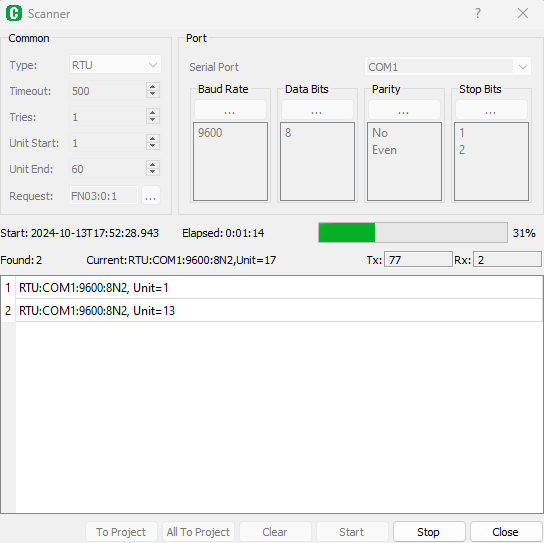 Scanner ?
Common
Type: RTU
Timeout: 500
Tries: 1
Unit Start: 1
Unit End: 60
Request: FN03:0:1 ...
Port
Serial Port COM1
Baud Rate Data Bits Parity Stop Bits
... ... ... ...
9600 8 No 1
Even 2
Start: 2024-10-13T17:52:28.943 Elapsed: 0:01:14 31%
Found: 2 Current:RTU:COM1:9600:8N2,Unit=17 Tx: 77 Rx: 2
1 RTU:COM1:9600:8N2, Unit=1
2 RTU:COM1:9600:8N2, Unit=13
To Project All To Project Clear Start Stop Close